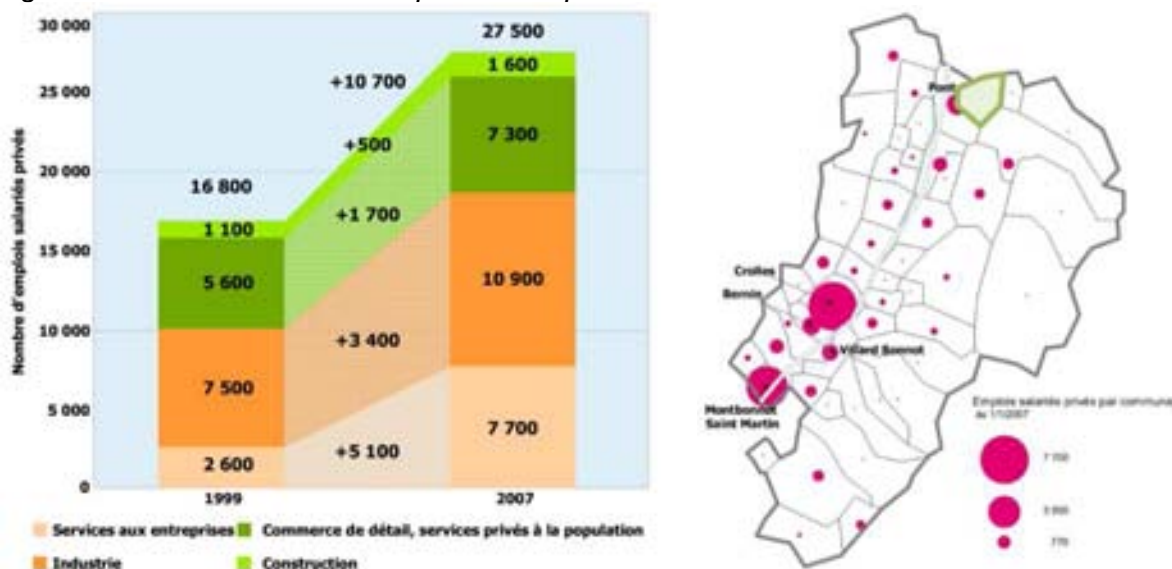 Nombre d'emplois salariés privés
30 000
25 000
20 000
15 000
10 000
5 000
0
16 800
1 100
5 600
7 500
2 600
+10 700
+500
+1 700
+3 400
+5 100
27 500
1 600
7 300
10 900
7 700
1999
2007
Services aux entreprises
Commerce de détail, services privés à la population
Industrie
Construction
Pont
Crolles
Bernin
Villard Bonnot
Montbonnot
Saint Martin
Emplois salariés privés par commune
au 1/1/2007
770